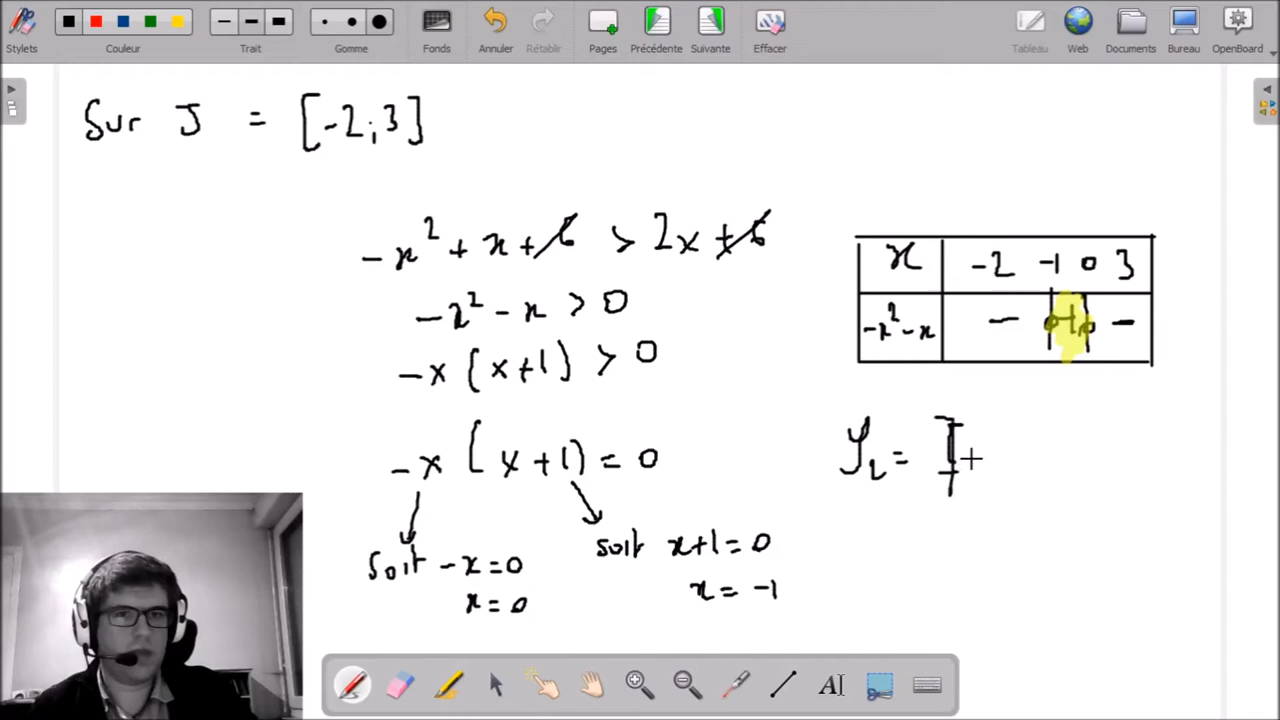 Stylets Couleur Trait Gomme Fonds Annuler Rétablir Pages Précédente Suivante Effacer Tableau Web Documents Bureau OpenBoard
Sur J = [-2;3]
-x² + x + 6 > 2x + 6
-x² - x > 0
-x (x+1) > 0
-x (x+1) = 0
soit -x = 0
x = 0
soit x+1 = 0
x = -1
x -2 -1 0 3
-x²-x - 0 + 0 -
𝒮₂ = ]